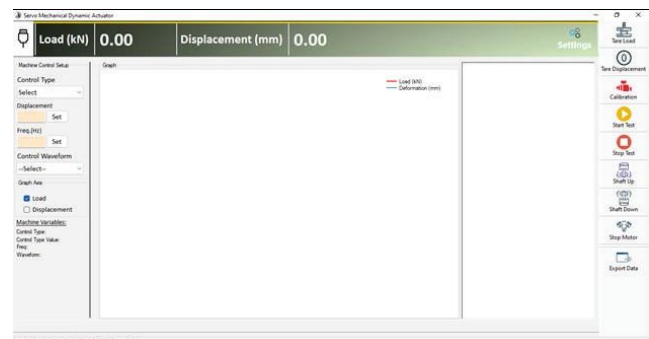 Servo Mechanical Dynamic Actuator
Load (kN) 0.00 Displacement (mm) 0.00
Settings
Machine Control Setup
Control Type
Select
Displacement
Set
Freq.(Hz)
Set
Control Waveform
--Select--
Graph Axis
Load
Displacement
Machine Variables:
Control Type:
Control Type Value:
Freq:
Waveform:
Graph
Load (kN)
Deformation (mm)
Tare Load
Tare Displacement
Calibration
Start Test
Stop Test
Shaft Up
Shaft Down
Stop Motor
Export Data